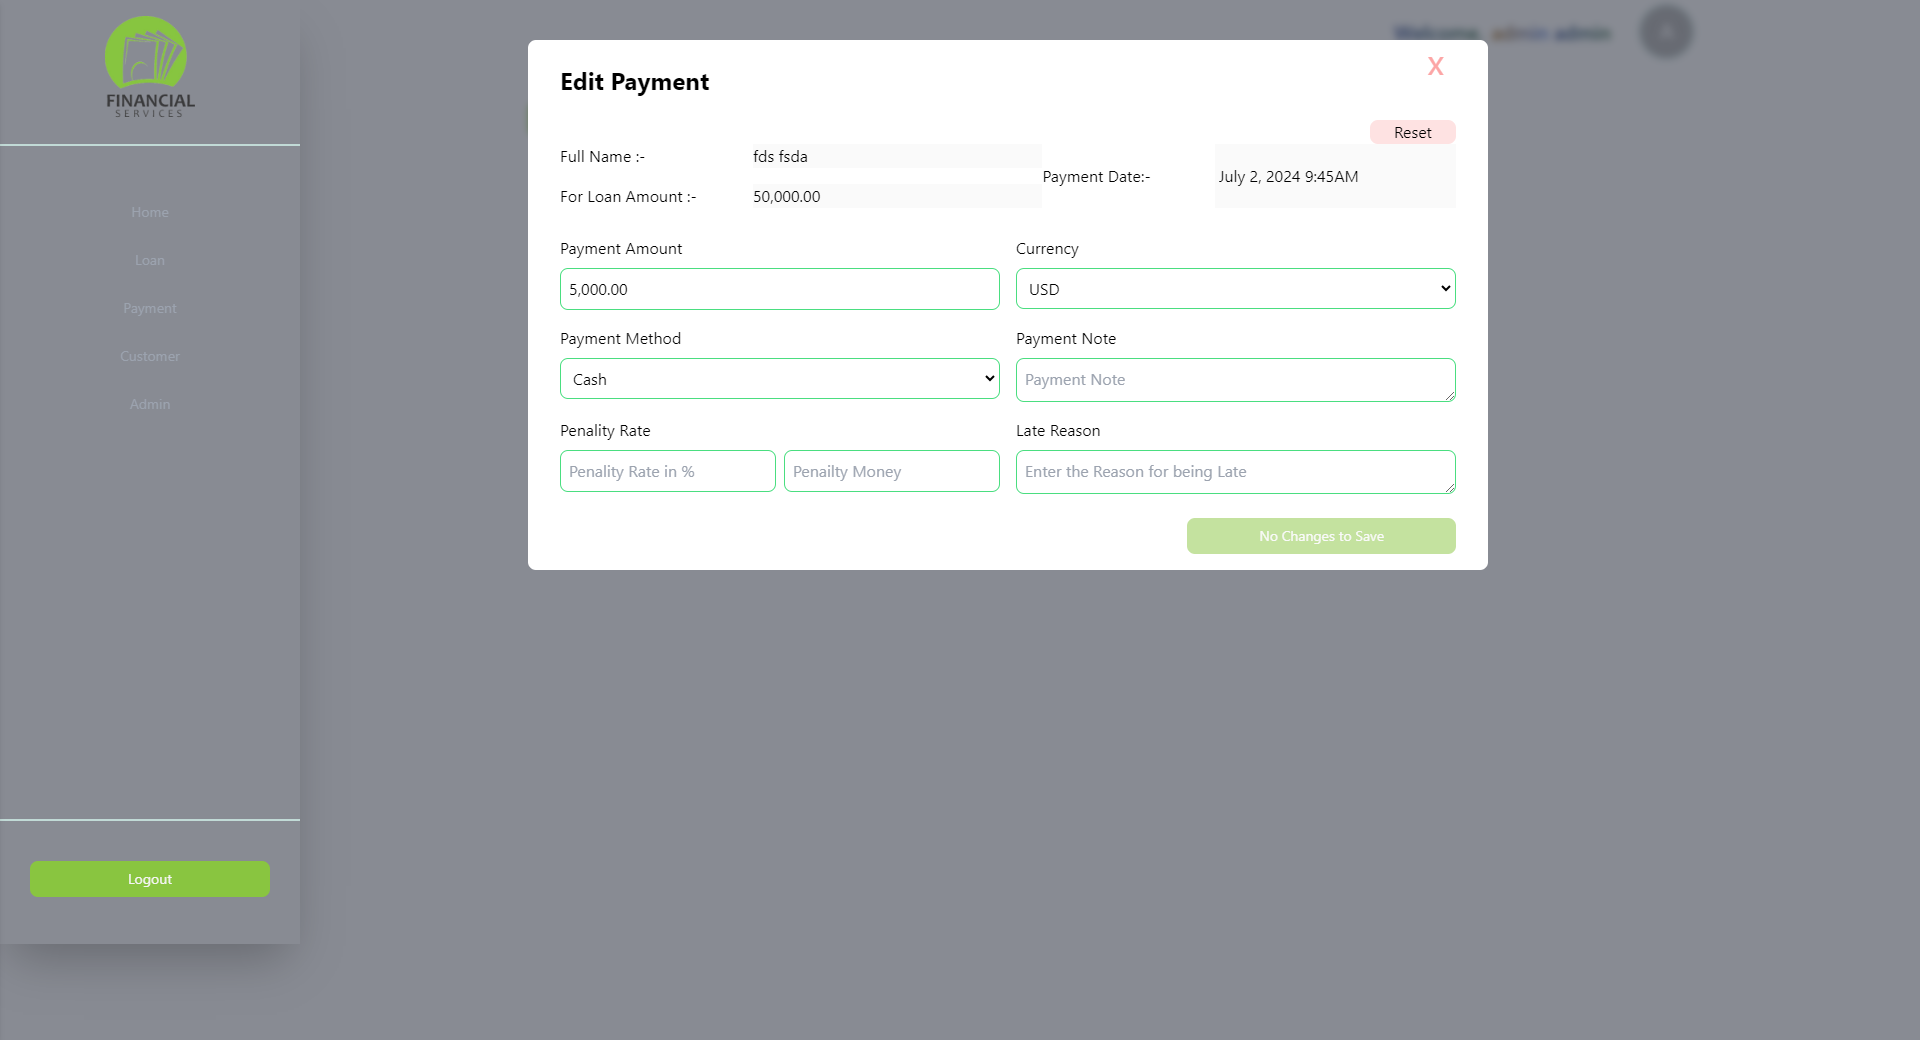 FINANCIAL
SERVICES
Home
Loan
Payment
Customer
Admin
Logout
Welcome, admin admin
Edit Payment
X
Reset
Full Name :-
fds fsda
For Loan Amount :-
50,000.00
Payment Date:-
July 2, 2024 9:45AM
Payment Amount
Currency
5,000.00
USD
Payment Method
Payment Note
Cash
Payment Note
Penality Rate
Late Reason
Penality Rate in %
Penailty Money
Enter the Reason for being Late
No Changes to Save